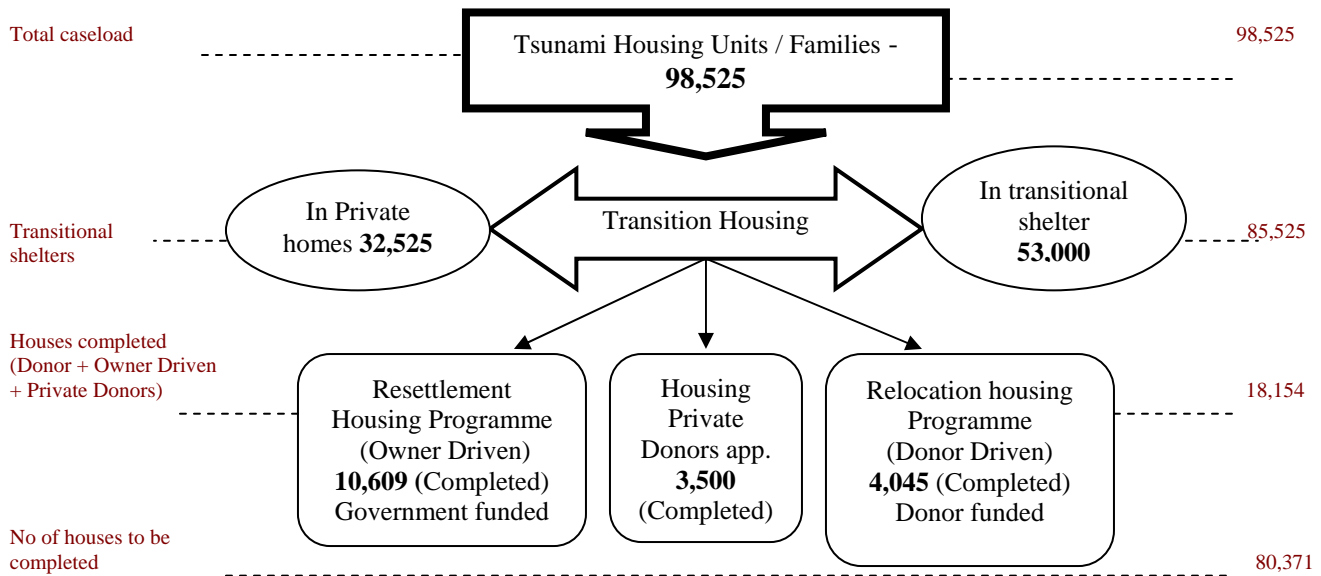 Total caseload
Tsunami Housing Units / Families -
98,525
98,525
Transitional
shelters
In Private
homes 32,525
Transition Housing
In transitional
shelter
53,000
85,525
Houses completed
(Donor + Owner Driven
+ Private Donors)
Resettlement
Housing Programme
(Owner Driven)
10,609 (Completed)
Government funded
Housing
Private
Donors app.
3,500
(Completed)
Relocation housing
Programme
(Donor Driven)
4,045 (Completed)
Donor funded
18,154
No of houses to be
completed
80,371